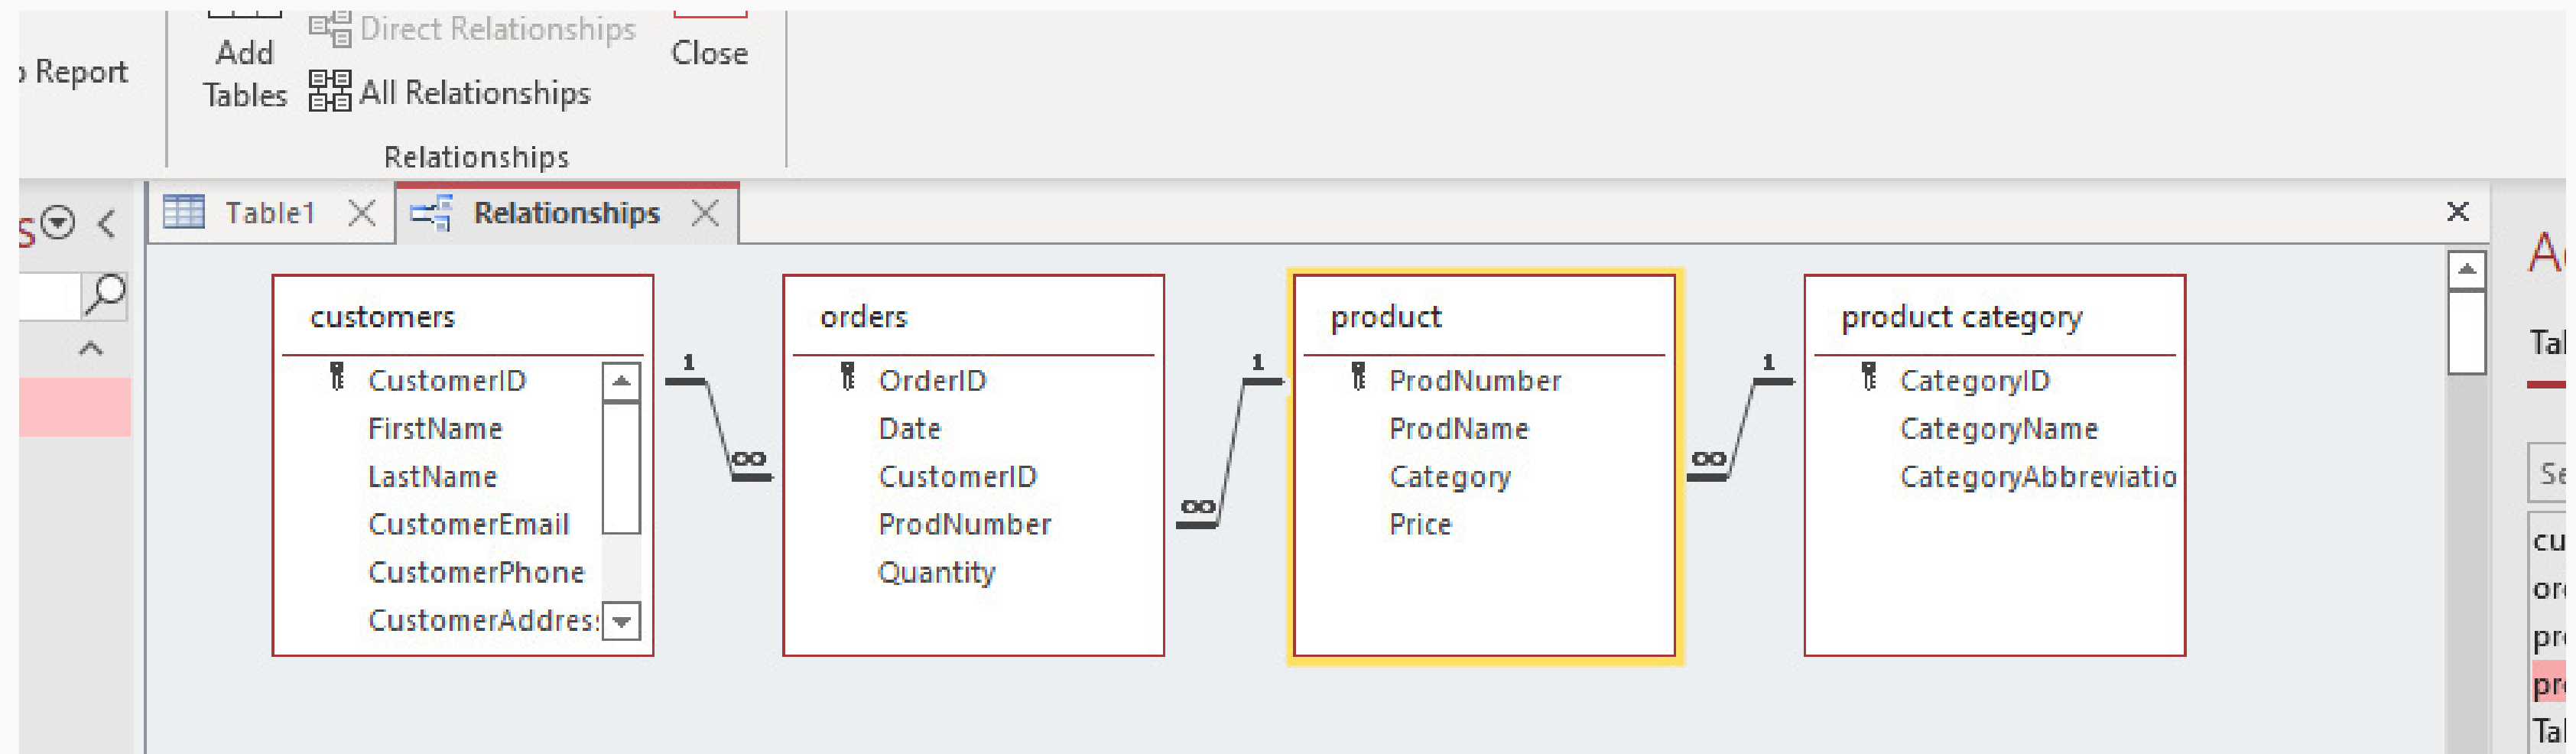 Direct Relationships
Add
Tables
Close
Report
All Relationships
Relationships
Table1
Relationships
customers
CustomerID
FirstName
LastName
CustomerEmail
CustomerPhone
1
∞
orders
OrderID
Date
CustomerID
ProdNumber
Quantity
1
∞
product
ProdNumber
ProdName
Category
Price
1
∞
product category
CategoryID
CategoryName
CategoryAbbreviatio